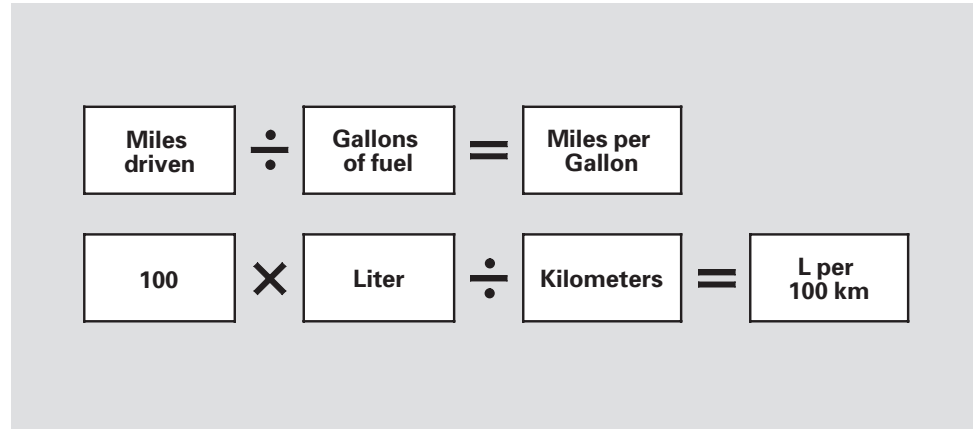 Miles driven ÷ Gallons of fuel = Miles per Gallon
100 × Liter ÷ Kilometers = L per 100 km